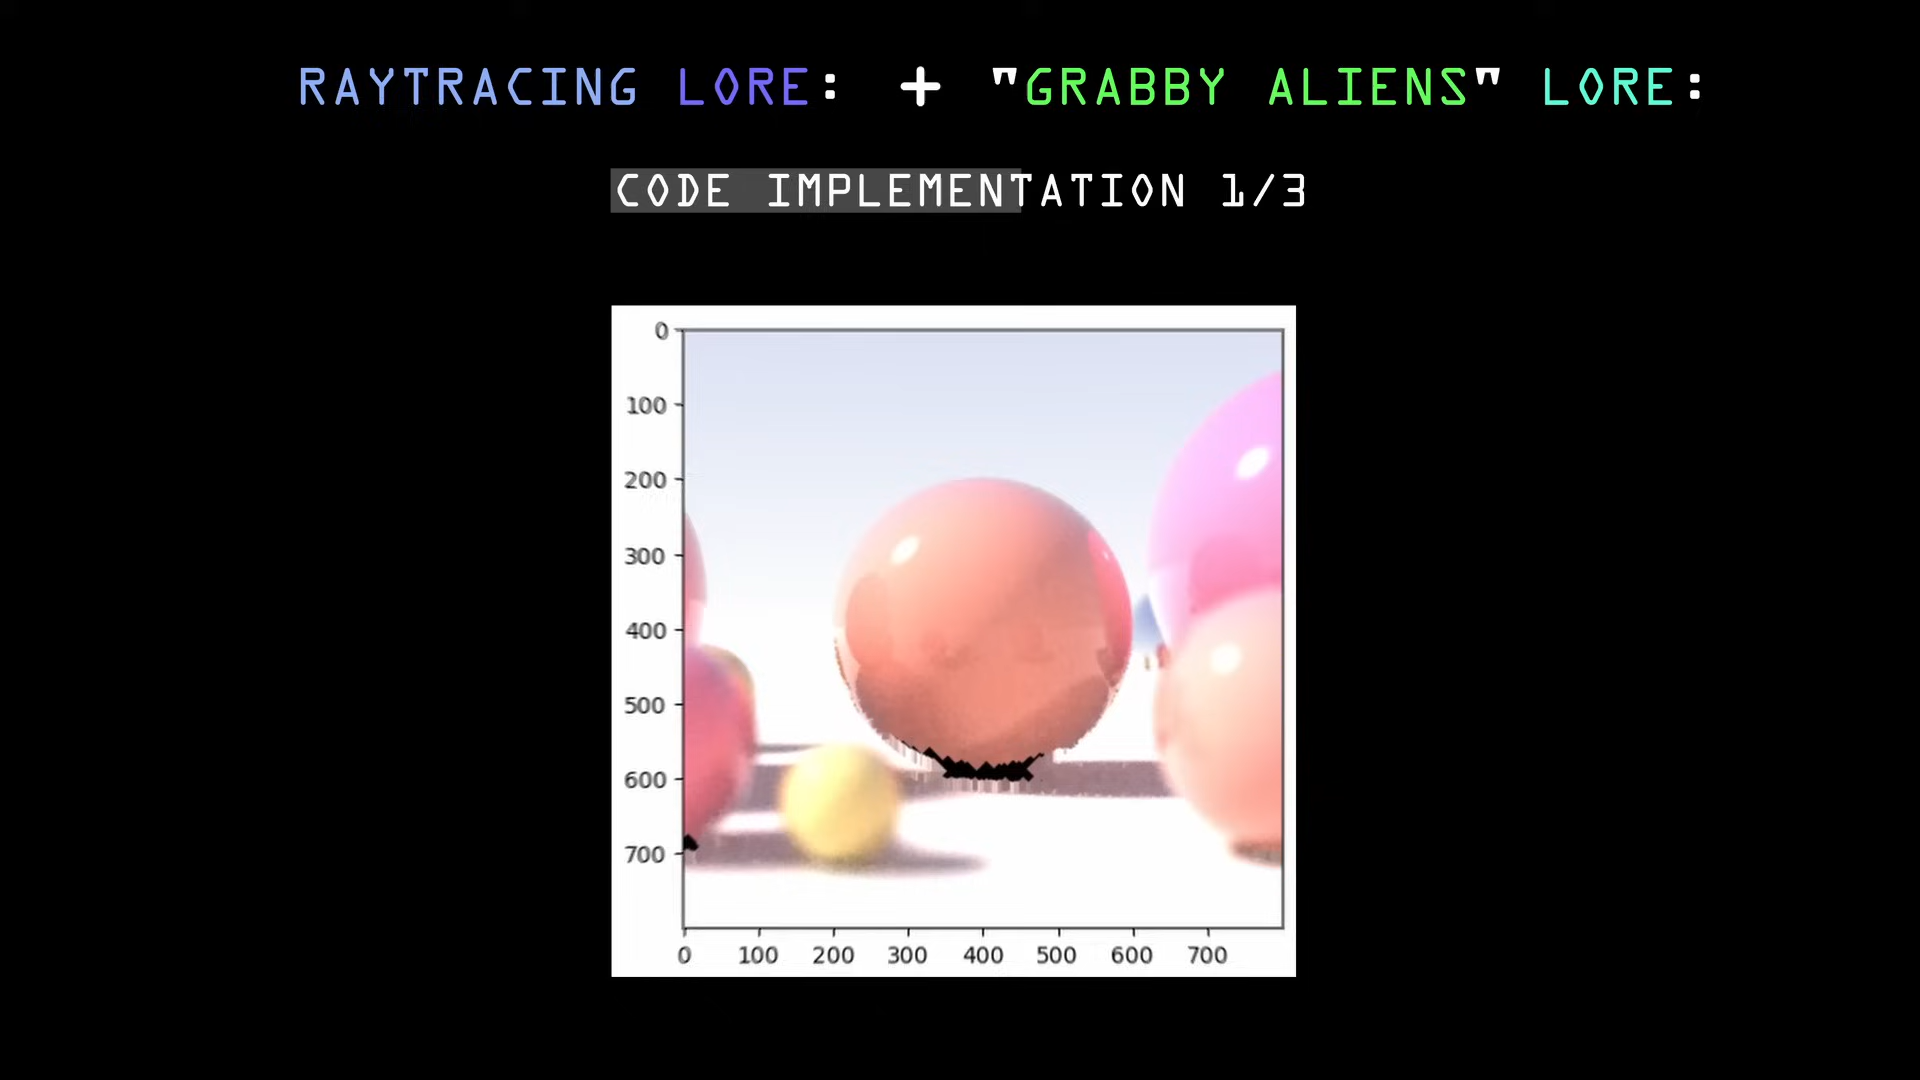 RAYTRACING LORE: + "GRABBY ALIENS" LORE:
CODE IMPLEMENTATION 1/3
0
100
200
300
400
500
600
700
0 100 200 300 400 500 600 700